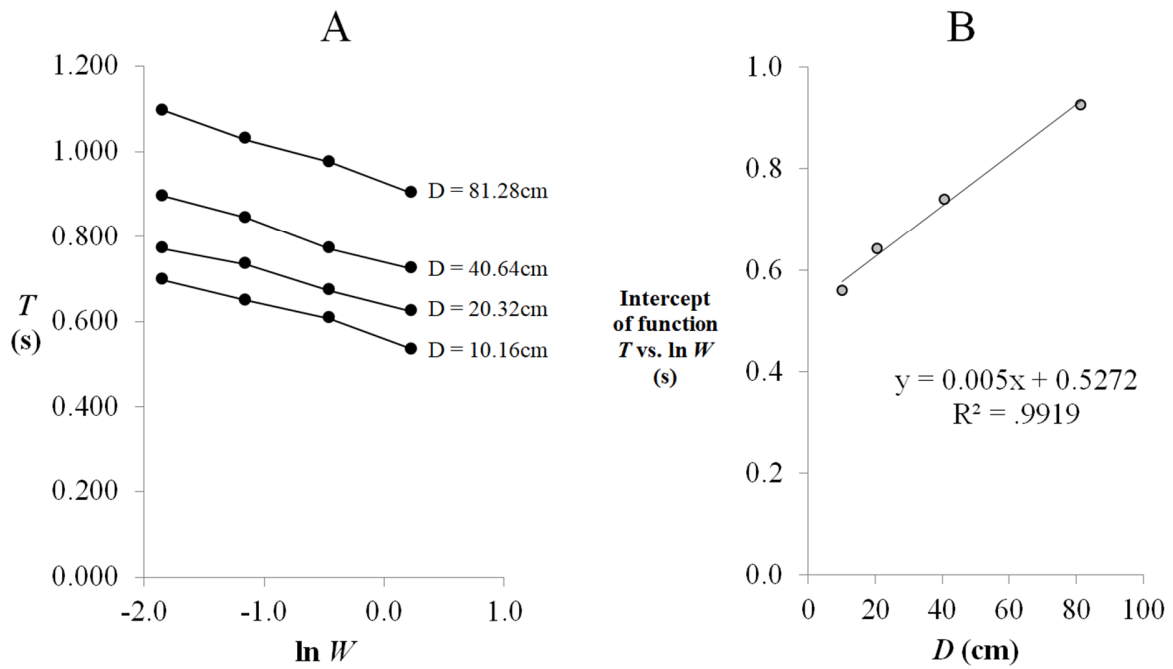 A
1.200
1.000
0.800
0.600
0.400
0.200
0.000
T
(s)
D = 81.28cm
D = 40.64cm
D = 20.32cm
D = 10.16cm
-2.0 -1.0 0.0 1.0
ln W
B
1.0
0.8
0.6
0.4
0.2
0.0
Intercept
of function
T vs. ln W
(s)
y = 0.005x + 0.5272
R² = .9919
0 20 40 60 80 100
D (cm)